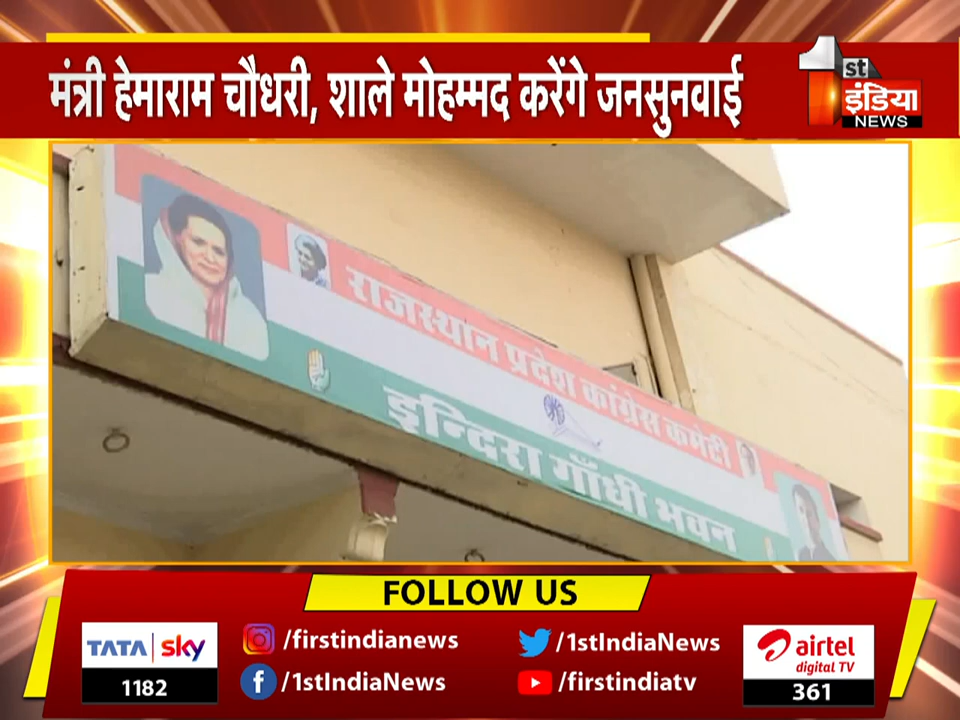 मंत्री हेमाराम चौधरी, शाले मोहम्मद करेंगे जनसुनवाई
1st
इंडिया
NEWS
राजस्थान प्रदेश कांग्रेस कमेटी
इन्दिरा गाँधी भवन
FOLLOW US
TATA sky
1182
/firstindianews
/1stIndiaNews
/1stIndiaNews
/firstindiatv
airtel
digital TV
361